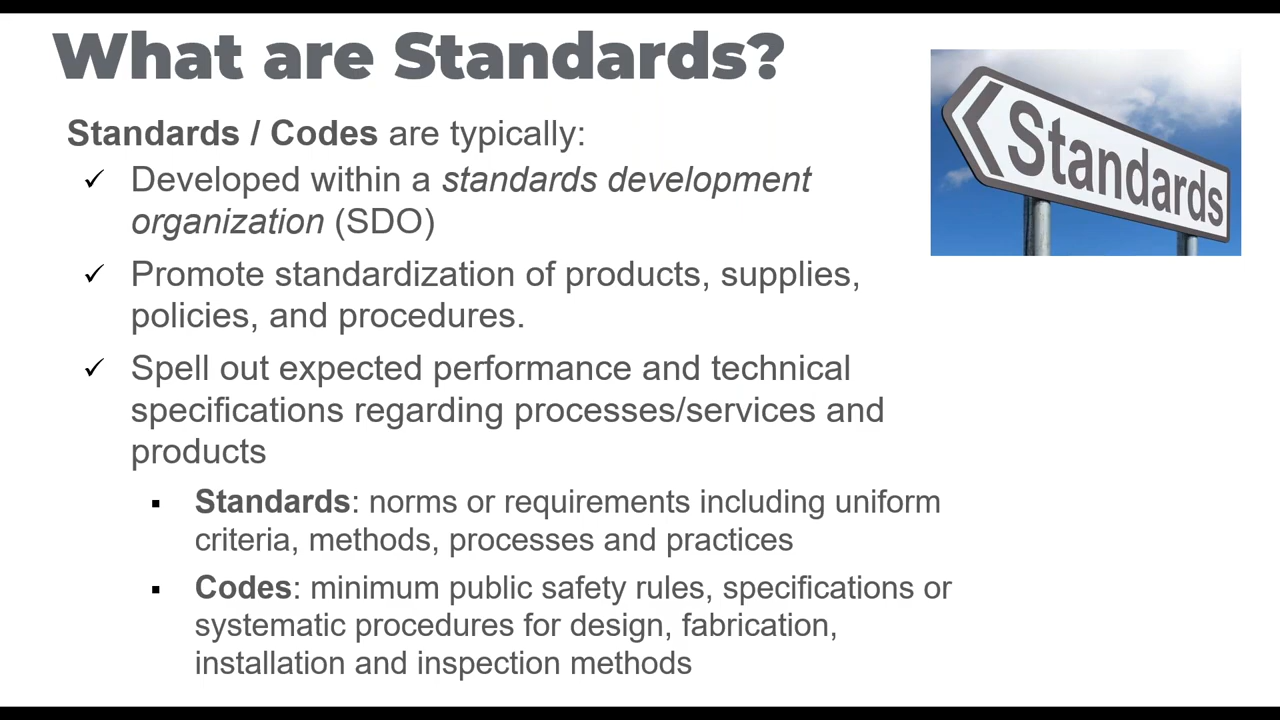 What are Standards?
Standards / Codes are typically:
✓ Developed within a standards development
organization (SDO)
✓ Promote standardization of products, supplies,
policies, and procedures.
✓ Spell out expected performance and technical
specifications regarding processes/services and
products
▪ Standards: norms or requirements including uniform
criteria, methods, processes and practices
▪ Codes: minimum public safety rules, specifications or
systematic procedures for design, fabrication,
installation and inspection methods
Standards